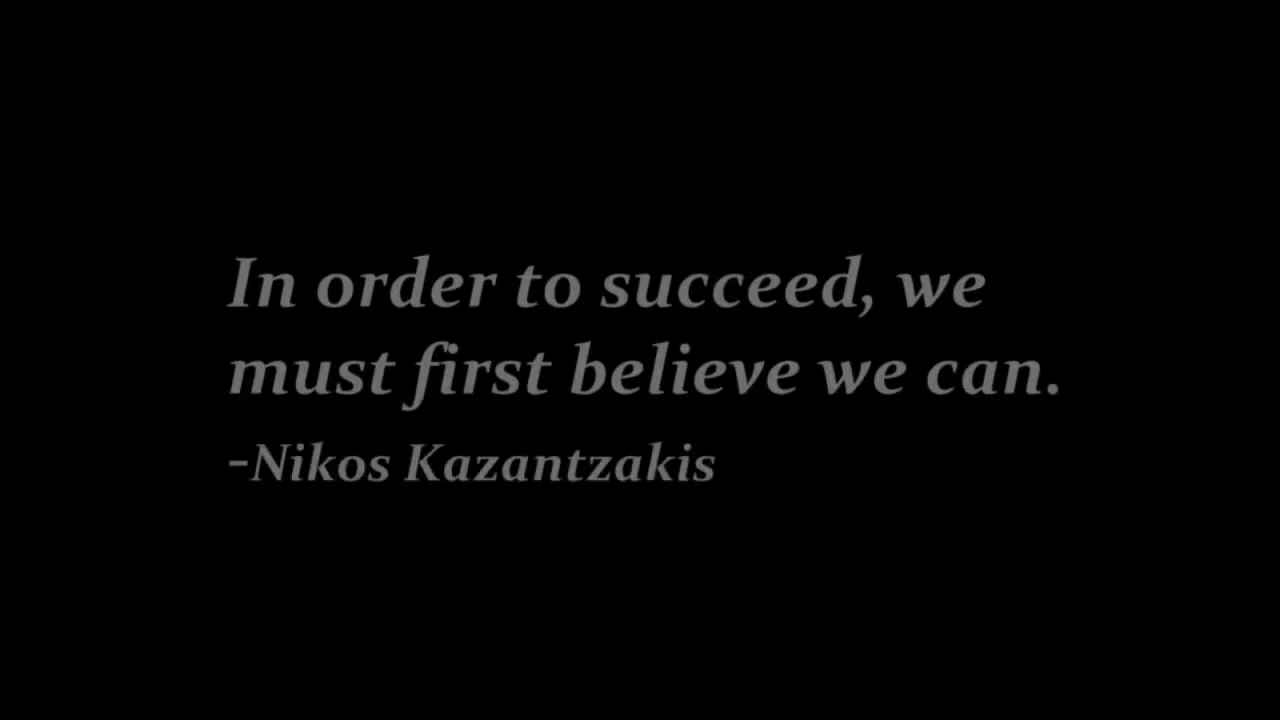 In order to succeed, we
must first believe we can.
-Nikos Kazantzakis